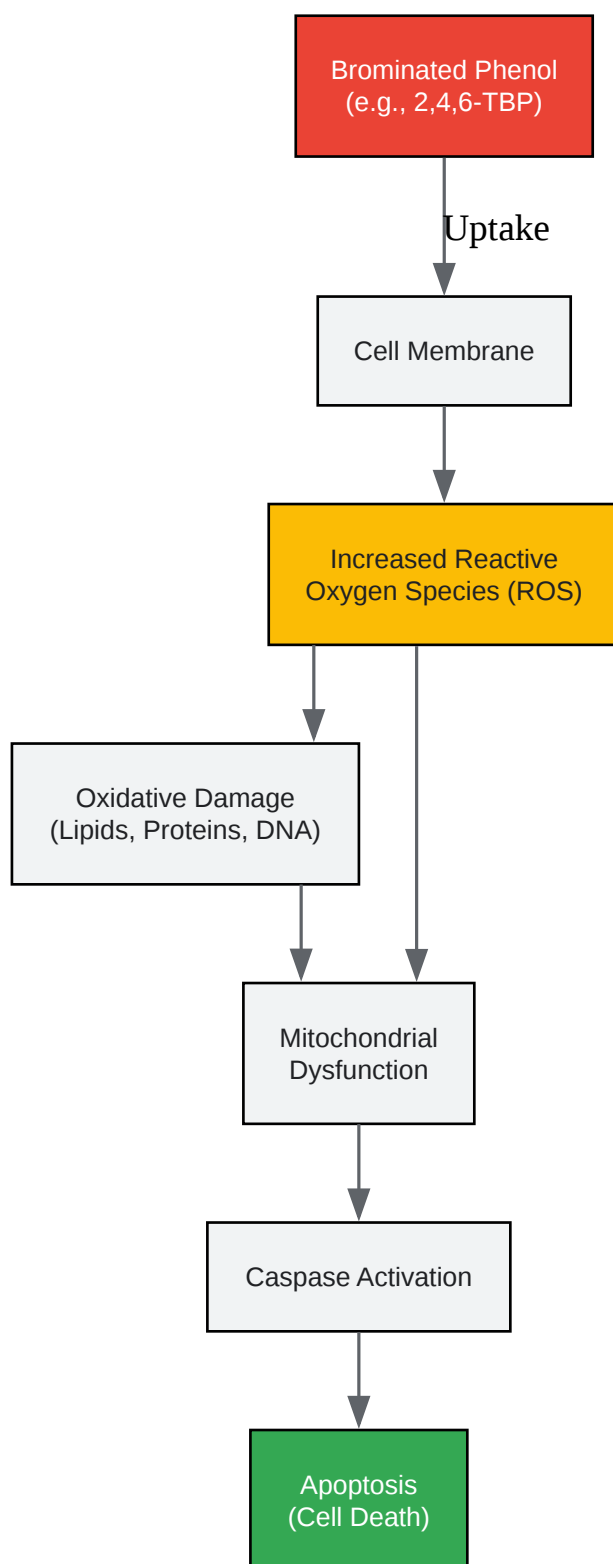 Brominated Phenol
(e.g., 2,4,6-TBP)
Uptake
Cell Membrane
Increased Reactive
Oxygen Species (ROS)
Oxidative Damage
(Lipids, Proteins, DNA)
Mitochondrial
Dysfunction
Caspase Activation
Apoptosis
(Cell Death)